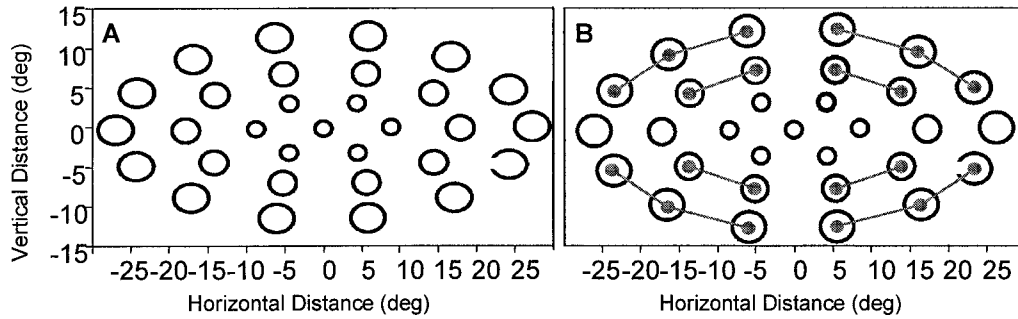 A
B
Vertical Distance (deg)
15
10
5
0
-5
-10
-15
-25-20-15-10 -5 0 5 10 15 20 25
Horizontal Distance (deg)
-25-20-15-10 -5 0 5 10 15 20 25
Horizontal Distance (deg)